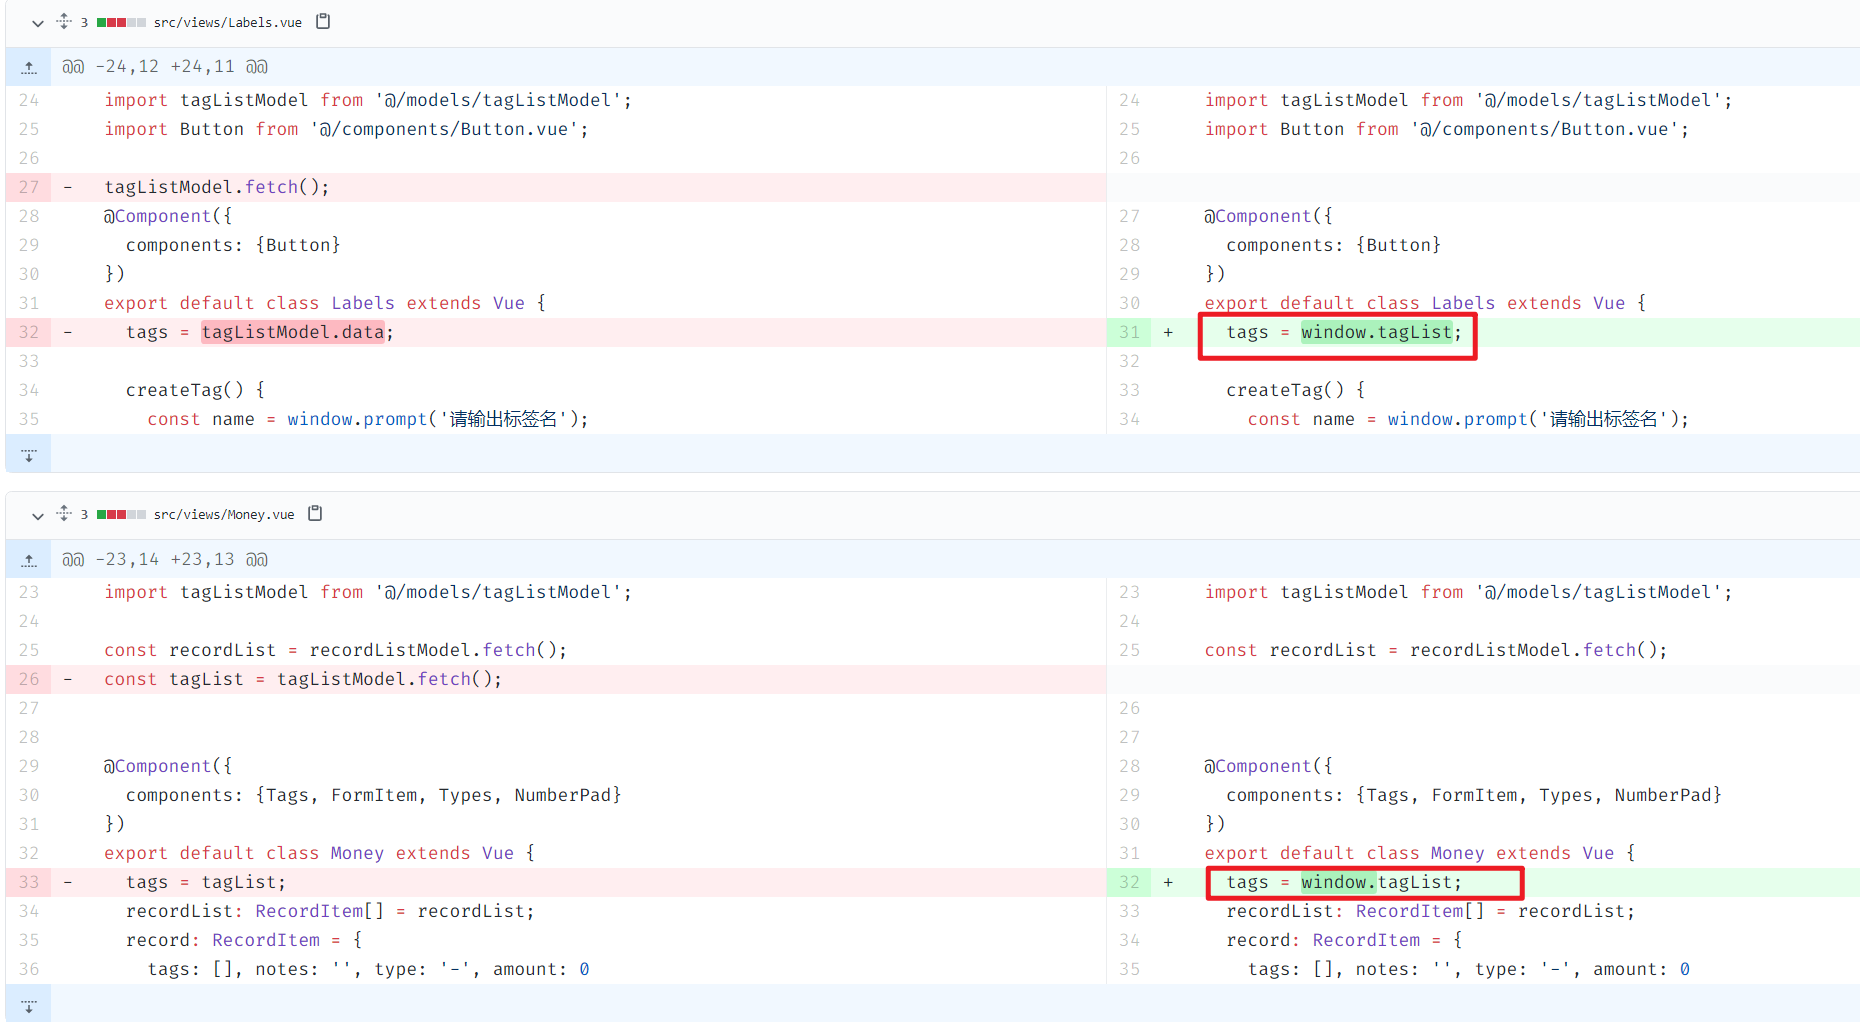 3 src/views/Labels.vue
@@ -24,12 +24,11 @@
24 import tagListModel from '@/models/tagListModel';
25 import Button from '@/components/Button.vue';
26
27 - tagListModel.fetch();
28 @Component({
29 components: {Button}
30 })
31 export default class Labels extends Vue {
32 - tags = tagListModel.data;
33
34 createTag() {
35 const name = window.prompt('请输出标签名');
24 import tagListModel from '@/models/tagListModel';
25 import Button from '@/components/Button.vue';
26
27 @Component({
28 components: {Button}
29 })
30 export default class Labels extends Vue {
31 + tags = window.tagList;
32
33 createTag() {
34 const name = window.prompt('请输出标签名');
3 src/views/Money.vue
@@ -23,14 +23,13 @@
23 import tagListModel from '@/models/tagListModel';
24
25 const recordList = recordListModel.fetch();
26 - const tagList = tagListModel.fetch();
27
28
29 @Component({
30 components: {Tags, FormItem, Types, NumberPad}
31 })
32 export default class Money extends Vue {
33 - tags = tagList;
34 recordList: RecordItem[] = recordList;
35 record: RecordItem = {
36 tags: [], notes: '', type: '-', amount: 0
23 import tagListModel from '@/models/tagListModel';
24
25 const recordList = recordListModel.fetch();
26
27
28 @Component({
29 components: {Tags, FormItem, Types, NumberPad}
30 })
31 export default class Money extends Vue {
32 + tags = window.tagList;
33 recordList: RecordItem[] = recordList;
34 record: RecordItem = {
35 tags: [], notes: '', type: '-', amount: 0